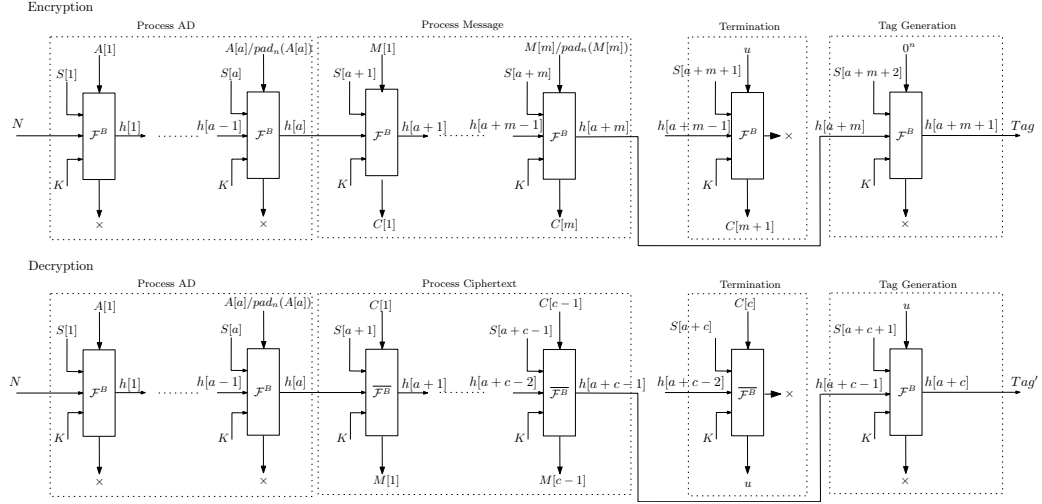 Encryption
Process AD
Process Message
Termination
Tag Generation
A[1]
A[a]/pad_n(A[a])
M[1]
M[m]/pad_n(M[m])
u
0^n
S[1]
S[a]
S[a+1]
S[a+m]
S[a+m+1]
S[a+m+2]
N
F^B
h[1]
h[a−1]
F^B
h[a]
F^B
h[a+1]
h[a+m−1]
F^B
h[a+m]
h[a+m−1]
F^B
×
h[a+m]
F^B
h[a+m+1]
Tag
K
K
K
K
K
K
×
×
C[1]
C[m]
C[m+1]
×
Decryption
Process AD
Process Ciphertext
Termination
Tag Generation
A[1]
A[a]/pad_n(A[a])
C[1]
C[c−1]
C[c]
u
S[1]
S[a]
S[a+1]
S[a+c−1]
S[a+c]
S[a+c+1]
N
F^B
h[1]
h[a−1]
F^B
h[a]
F̅^B̅
h[a+1]
h[a+c−2]
F̅^B̅
h[a+c−1]
h[a+c−2]
F̅^B̅
×
h[a+c−1]
F^B
h[a+c]
Tag′
K
K
K
K
K
K
×
×
M[1]
M[c−1]
u
×